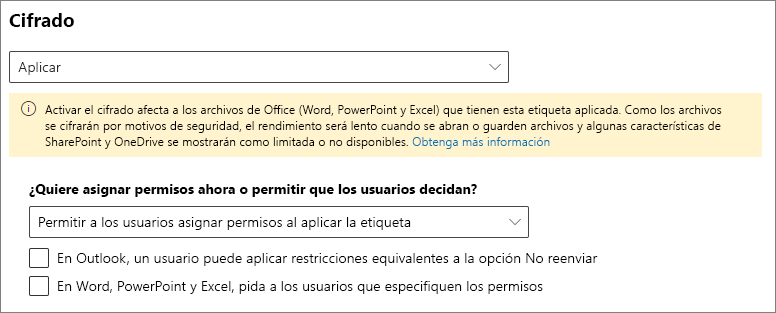 Cifrado
Aplicar
Activar el cifrado afecta a los archivos de Office (Word, PowerPoint y Excel) que tienen esta etiqueta aplicada. Como los archivos
se cifrarán por motivos de seguridad, el rendimiento será lento cuando se abran o guarden archivos y algunas características de
SharePoint y OneDrive se mostrarán como limitada o no disponibles. Obtenga más información
¿Quiere asignar permisos ahora o permitir que los usuarios decidan?
Permitir a los usuarios asignar permisos al aplicar la etiqueta
En Outlook, un usuario puede aplicar restricciones equivalentes a la opción No reenviar
En Word, PowerPoint y Excel, pida a los usuarios que especifiquen los permisos